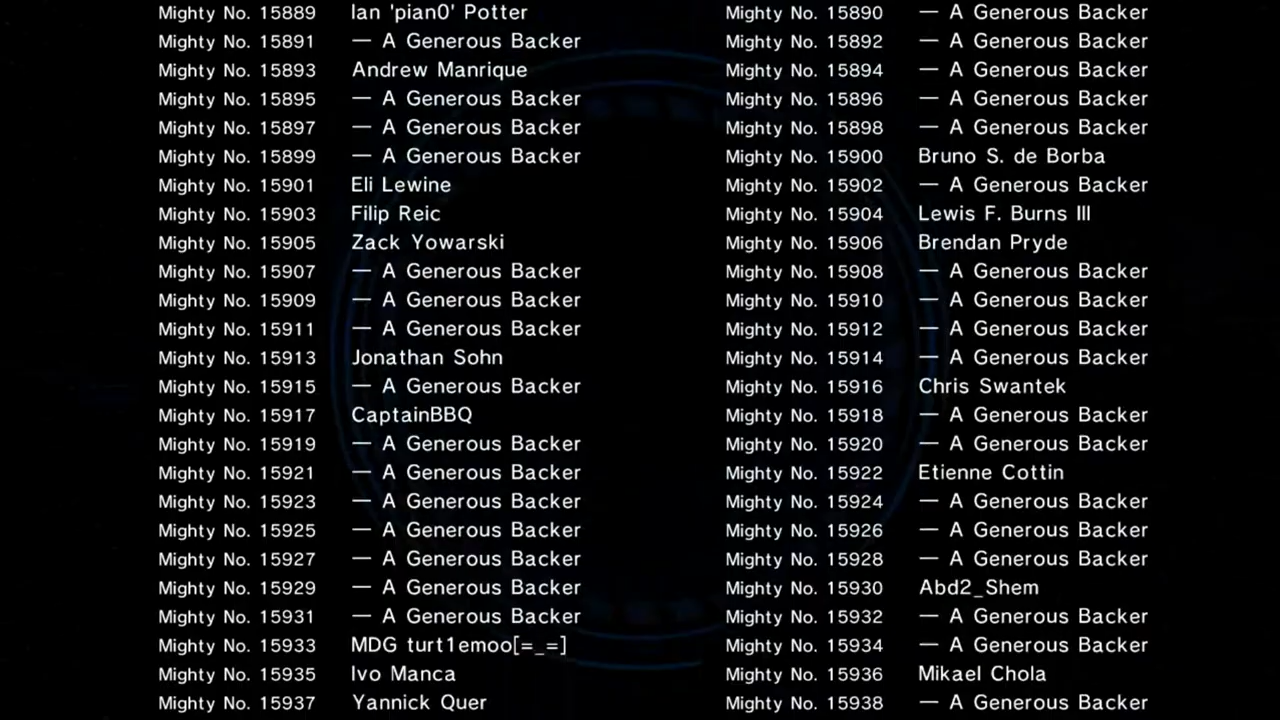 Mighty No. 15889 Ian 'pian0' Potter Mighty No. 15890 — A Generous Backer
Mighty No. 15891 — A Generous Backer Mighty No. 15892 — A Generous Backer
Mighty No. 15893 Andrew Manrique Mighty No. 15894 — A Generous Backer
Mighty No. 15895 — A Generous Backer Mighty No. 15896 — A Generous Backer
Mighty No. 15897 — A Generous Backer Mighty No. 15898 — A Generous Backer
Mighty No. 15899 — A Generous Backer Mighty No. 15900 Bruno S. de Borba
Mighty No. 15901 Eli Lewine Mighty No. 15902 — A Generous Backer
Mighty No. 15903 Filip Reic Mighty No. 15904 Lewis F. Burns III
Mighty No. 15905 Zack Yowarski Mighty No. 15906 Brendan Pryde
Mighty No. 15907 — A Generous Backer Mighty No. 15908 — A Generous Backer
Mighty No. 15909 — A Generous Backer Mighty No. 15910 — A Generous Backer
Mighty No. 15911 — A Generous Backer Mighty No. 15912 — A Generous Backer
Mighty No. 15913 Jonathan Sohn Mighty No. 15914 — A Generous Backer
Mighty No. 15915 — A Generous Backer Mighty No. 15916 Chris Swantek
Mighty No. 15917 CaptainBBQ Mighty No. 15918 — A Generous Backer
Mighty No. 15919 — A Generous Backer Mighty No. 15920 — A Generous Backer
Mighty No. 15921 — A Generous Backer Mighty No. 15922 Etienne Cottin
Mighty No. 15923 — A Generous Backer Mighty No. 15924 — A Generous Backer
Mighty No. 15925 — A Generous Backer Mighty No. 15926 — A Generous Backer
Mighty No. 15927 — A Generous Backer Mighty No. 15928 — A Generous Backer
Mighty No. 15929 — A Generous Backer Mighty No. 15930 Abd2_Shem
Mighty No. 15931 — A Generous Backer Mighty No. 15932 — A Generous Backer
Mighty No. 15933 MDG turt1emoo[=_=] Mighty No. 15934 — A Generous Backer
Mighty No. 15935 Ivo Manca Mighty No. 15936 Mikael Chola
Mighty No. 15937 Yannick Quer Mighty No. 15938 — A Generous Backer